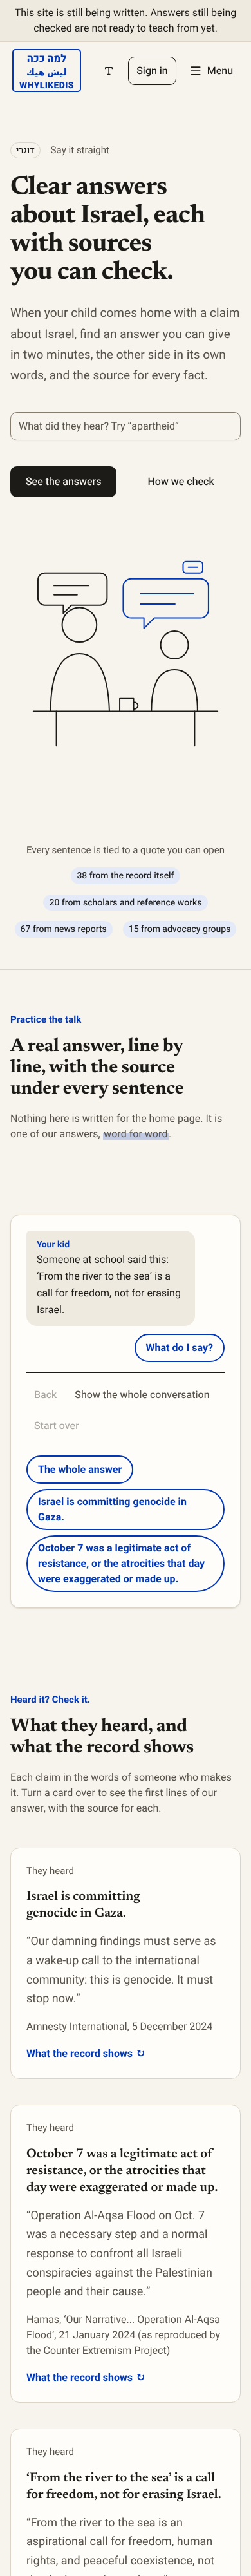 This site is still being written. Answers still being
checked are not ready to teach from yet.
למה ככה
ليش هيك
WHYLIKEDIS
T
Sign in
Menu
דוגרי
Say it straight
Clear answers
about Israel, each
with sources
you can check.
When your child comes home with a claim
about Israel, find an answer you can give
in two minutes, the other side in its own
words, and the source for every fact.
What did they hear? Try “apartheid”
See the answers
How we check
Every sentence is tied to a quote you can open
38 from the record itself
20 from scholars and reference works
67 from news reports
15 from advocacy groups
Practice the talk
A real answer, line by
line, with the source
under every sentence
Nothing here is written for the home page. It is
one of our answers, word for word.
Your kid
Someone at school said this:
‘From the river to the sea’ is a
call for freedom, not for erasing
Israel.
What do I say?
Back
Show the whole conversation
Start over
The whole answer
Israel is committing genocide in
Gaza.
October 7 was a legitimate act of
resistance, or the atrocities that day
were exaggerated or made up.
Heard it? Check it.
What they heard, and
what the record shows
Each claim in the words of someone who makes
it. Turn a card over to see the first lines of our
answer, with the source for each.
They heard
Israel is committing
genocide in Gaza.
“Our damning findings must serve as
a wake-up call to the international
community: this is genocide. It must
stop now.”
Amnesty International, 5 December 2024
What the record shows ↻
They heard
October 7 was a legitimate act of
resistance, or the atrocities that
day were exaggerated or made up.
“Operation Al-Aqsa Flood on Oct. 7
was a necessary step and a normal
response to confront all Israeli
conspiracies against the Palestinian
people and their cause.”
Hamas, ‘Our Narrative... Operation Al-Aqsa
Flood’, 21 January 2024 (as reproduced by
the Counter Extremism Project)
What the record shows ↻
They heard
‘From the river to the sea’ is a call
for freedom, not for erasing Israel.
“From the river to the sea is an
aspirational call for freedom, human
rights, and peaceful coexistence, not